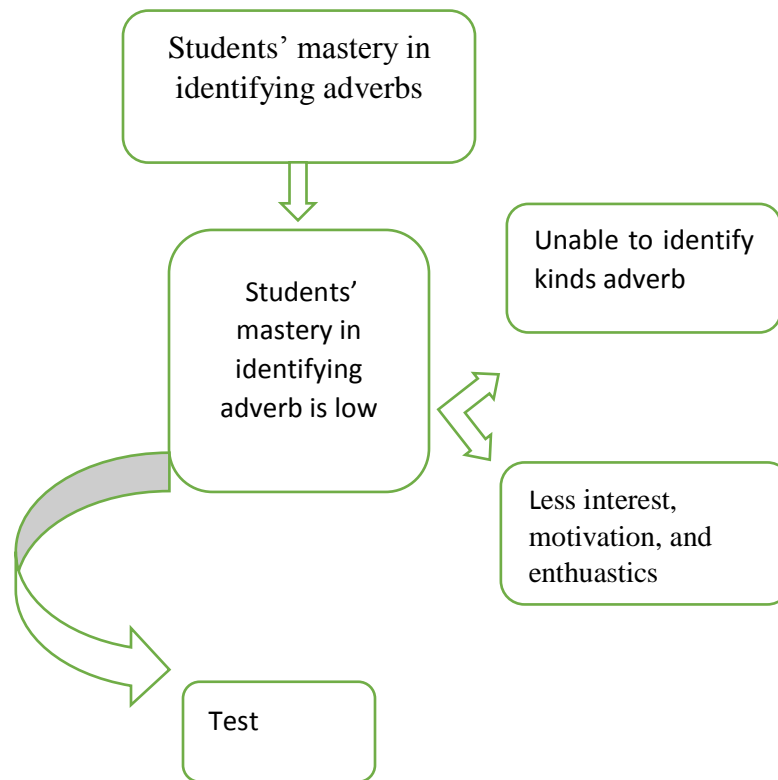 Students’ mastery in
identifying adverbs
Students’
mastery in
identifying
adverb is low
Unable to identify
kinds adverb
Less interest,
motivation, and
enthuastics
Test